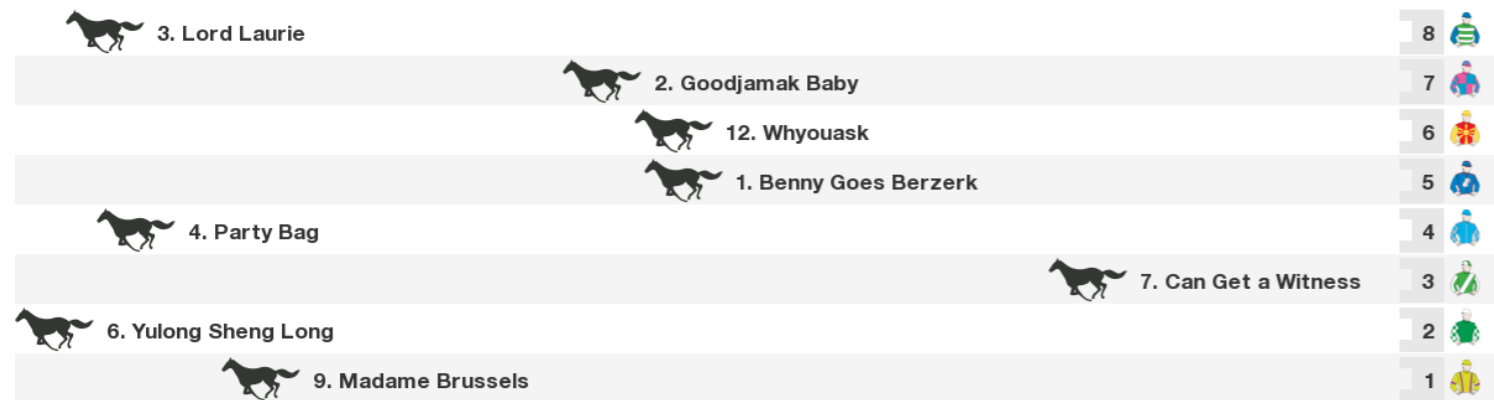 3. Lord Laurie 8
2. Goodjamak Baby 7
12. Whyouask 6
1. Benny Goes Berzerk 5
4. Party Bag 4
7. Can Get a Witness 3
6. Yulong Sheng Long 2
9. Madame Brussels 1